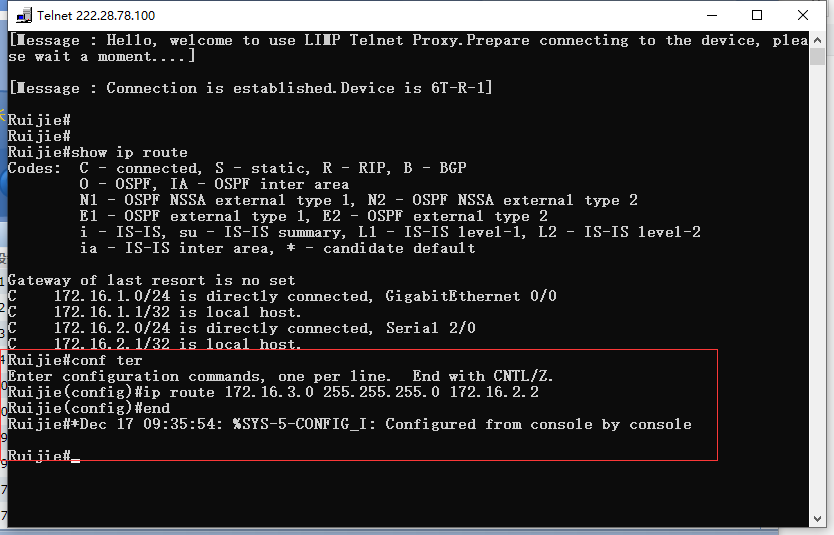 Telnet 222.28.78.100
[Message : Hello, welcome to use LIMP Telnet Proxy.Prepare connecting to the device, plea
se wait a moment....]
[Message : Connection is established.Device is 6T-R-1]
Ruijie#
Ruijie#
Ruijie#show ip route
Codes:  C - connected, S - static, R - RIP, B - BGP
        O - OSPF, IA - OSPF inter area
        N1 - OSPF NSSA external type 1, N2 - OSPF NSSA external type 2
        E1 - OSPF external type 1, E2 - OSPF external type 2
        i - IS-IS, su - IS-IS summary, L1 - IS-IS level-1, L2 - IS-IS level-2
        ia - IS-IS inter area, * - candidate default
Gateway of last resort is no set
C    172.16.1.0/24 is directly connected, GigabitEthernet 0/0
C    172.16.1.1/32 is local host.
C    172.16.2.0/24 is directly connected, Serial 2/0
C    172.16.2.1/32 is local host.
Ruijie#conf ter
Enter configuration commands, one per line.  End with CNTL/Z.
Ruijie(config)#ip route 172.16.3.0 255.255.255.0 172.16.2.2
Ruijie(config)#end
Ruijie#*Dec 17 09:35:54: %SYS-5-CONFIG_I: Configured from console by console
Ruijie#